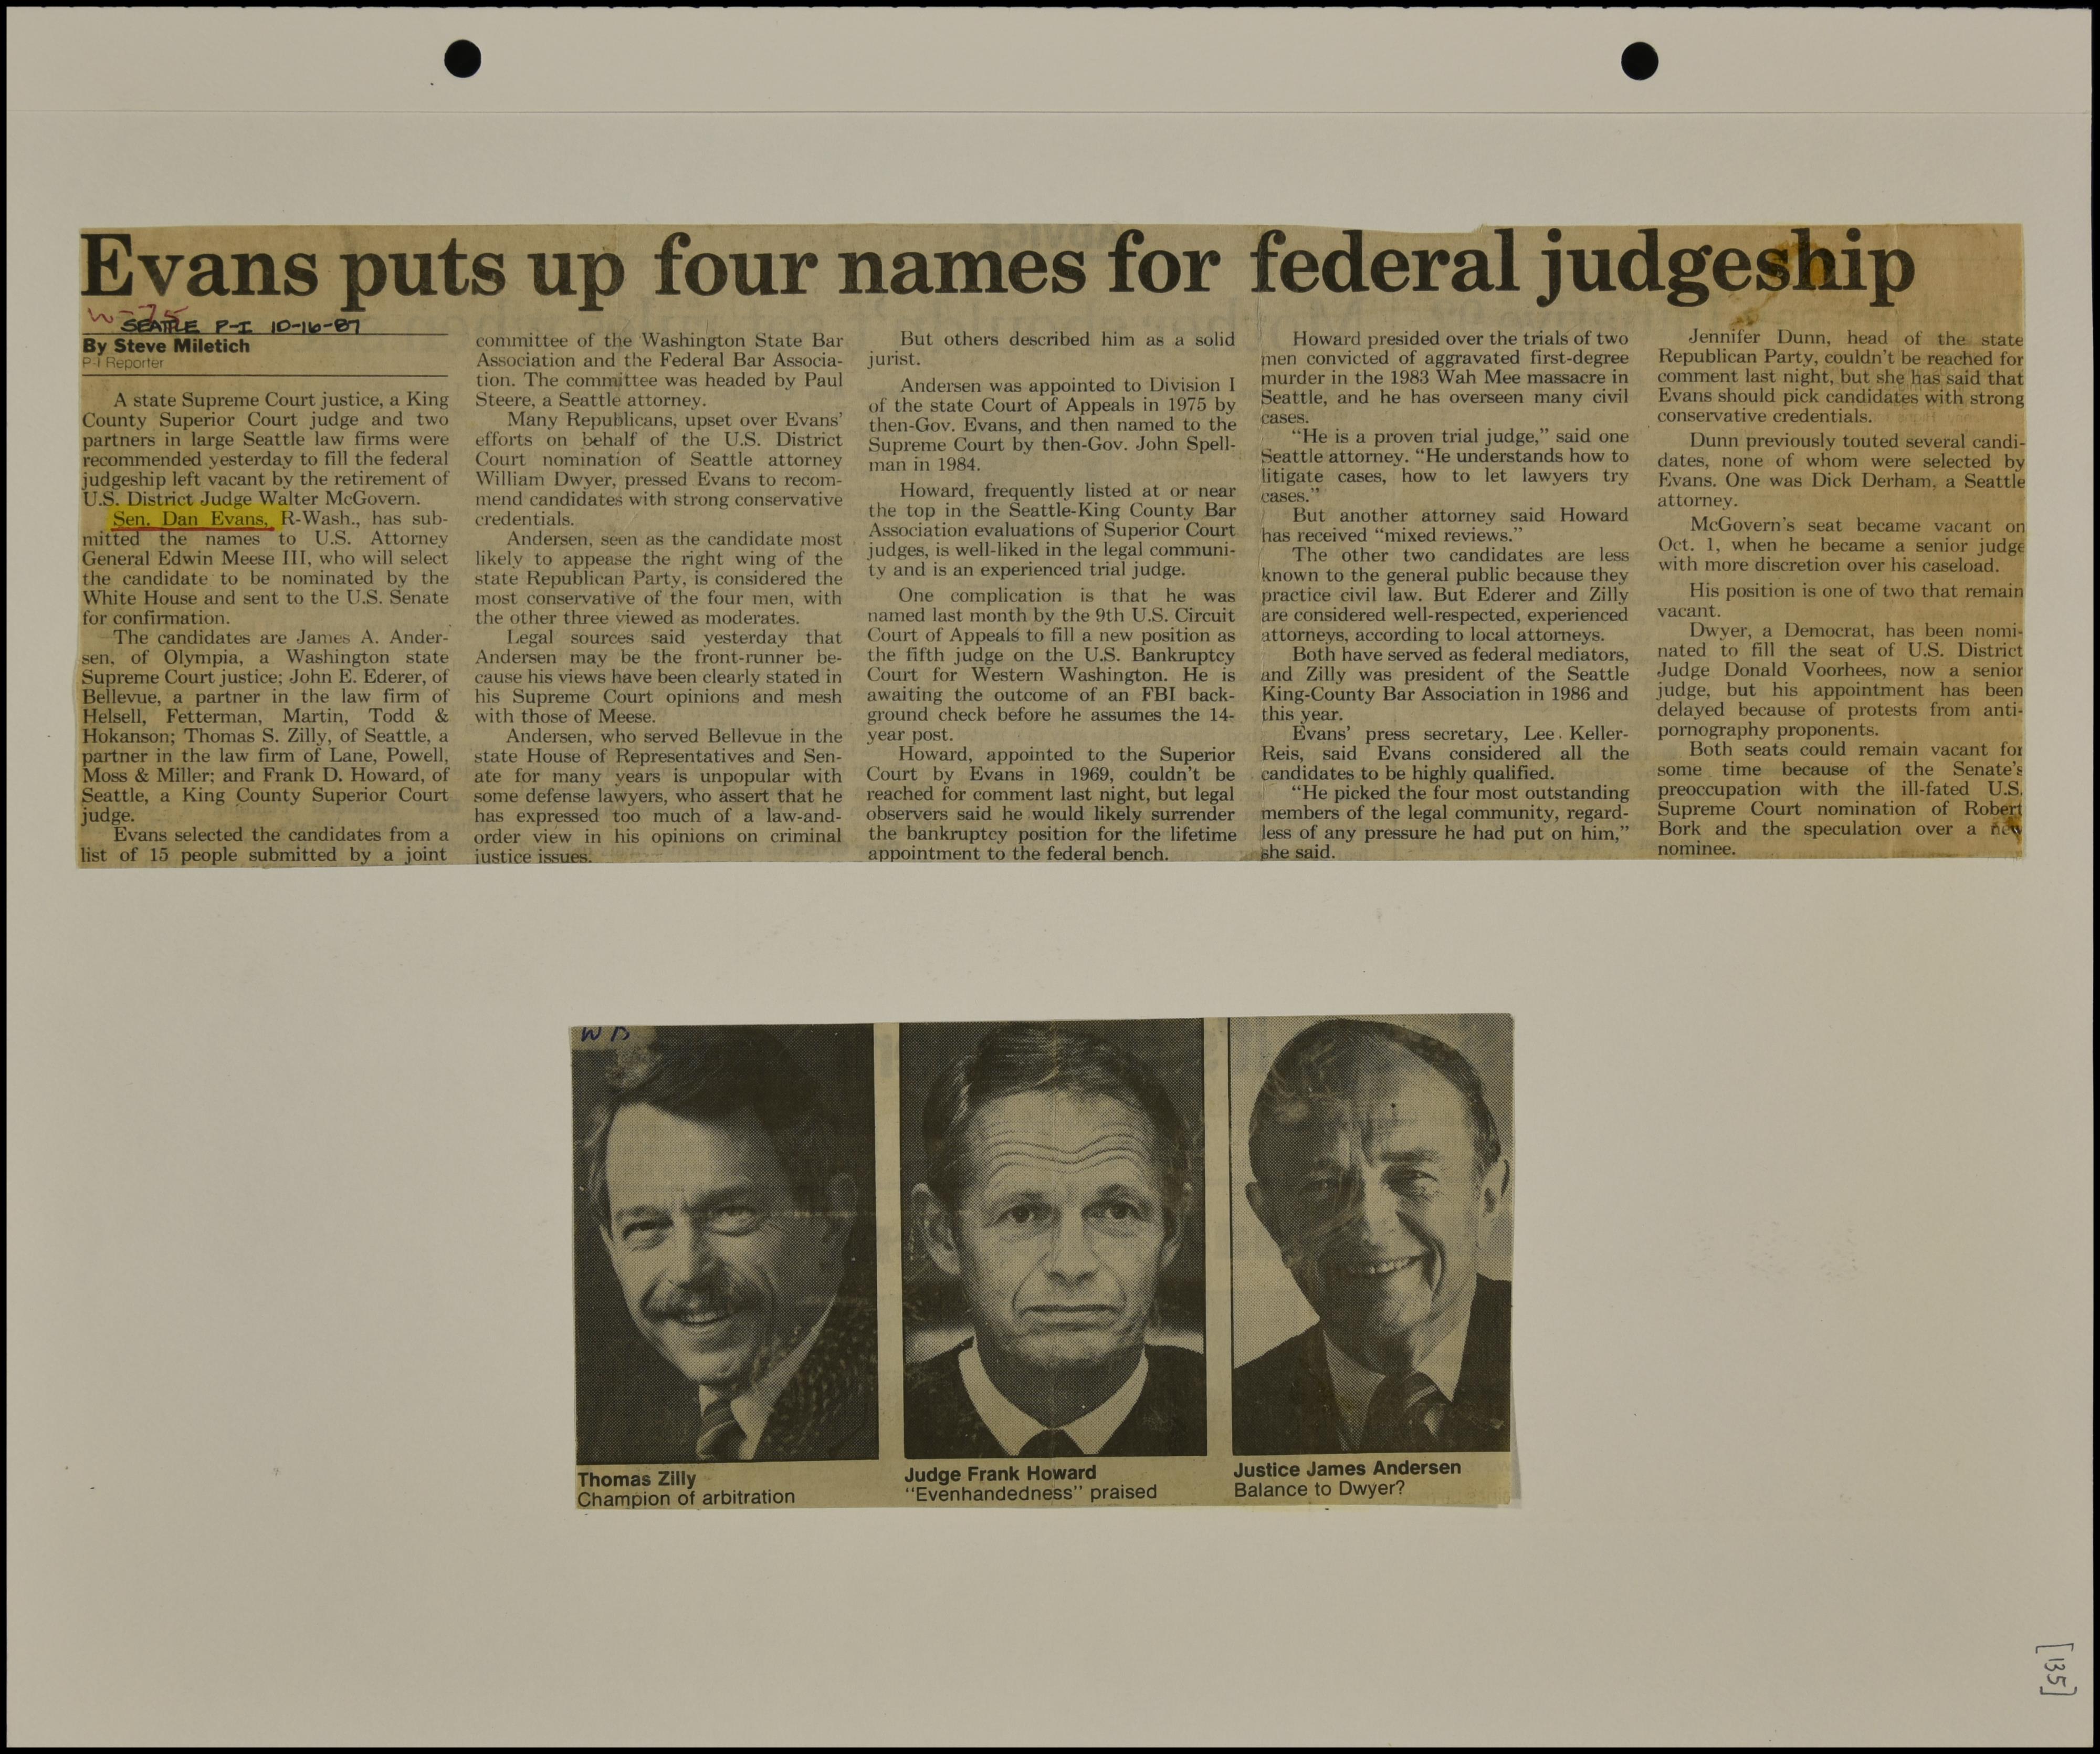 Evans puts up four names for federal judgeship
SEATTLE P-I 10-16-87
By Steve Miletich
P-I Reporter
A state Supreme Court justice, a King
County Superior Court judge and two
partners in large Seattle law firms were
recommended yesterday to fill the federal
judgeship left vacant by the retirement of
U.S. District Judge Walter McGovern.
Sen. Dan Evans, R-Wash., has sub-
mitted the names to U.S. Attorney
General Edwin Meese III, who will select
the candidate to be nominated by the
White House and sent to the U.S. Senate
for confirmation.
The candidates are James A. Ander-
sen, of Olympia, a Washington state
Supreme Court justice; John E. Ederer, of
Bellevue, a partner in the law firm of
Helsell, Fetterman, Martin, Todd &
Hokanson; Thomas S. Zilly, of Seattle, a
partner in the law firm of Lane, Powell,
Moss & Miller; and Frank D. Howard, of
Seattle, a King County Superior Court
judge.
Evans selected the candidates from a
list of 15 people submitted by a joint
committee of the Washington State Bar
Association and the Federal Bar Associa-
tion. The committee was headed by Paul
Steere, a Seattle attorney.
Many Republicans, upset over Evans'
efforts on behalf of the U.S. District
Court nomination of Seattle attorney
William Dwyer, pressed Evans to recom-
mend candidates with strong conservative
credentials.
Andersen, seen as the candidate most
likely to appease the right wing of the
state Republican Party, is considered the
most conservative of the four men, with
the other three viewed as moderates.
Legal sources said yesterday that
Andersen may be the front-runner be-
cause his views have been clearly stated in
his Supreme Court opinions and mesh
with those of Meese.
Andersen, who served Bellevue in the
state House of Representatives and Sen-
ate for many years is unpopular with
some defense lawyers, who assert that he
has expressed too much of a law-and-
order view in his opinions on criminal
justice issues.
But others described him as a solid
jurist.
Andersen was appointed to Division I
of the state Court of Appeals in 1975 by
then-Gov. Evans, and then named to the
Supreme Court by then-Gov. John Spell-
man in 1984.
Howard, frequently listed at or near
the top in the Seattle-King County Bar
Association evaluations of Superior Court
judges, is well-liked in the legal communi-
ty and is an experienced trial judge.
One complication is that he was
named last month by the 9th U.S. Circuit
Court of Appeals to fill a new position as
the fifth judge on the U.S. Bankruptcy
Court for Western Washington. He is
awaiting the outcome of an FBI back-
ground check before he assumes the 14-
year post.
Howard, appointed to the Superior
Court by Evans in 1969, couldn't be
reached for comment last night, but legal
observers said he would likely surrender
the bankruptcy position for the lifetime
appointment to the federal bench.
Howard presided over the trials of two
men convicted of aggravated first-degree
murder in the 1983 Wah Mee massacre in
Seattle, and he has overseen many civil
cases.
"He is a proven trial judge," said one
Seattle attorney. "He understands how to
litigate cases, how to let lawyers try
cases."
But another attorney said Howard
has received "mixed reviews."
The other two candidates are less
known to the general public because they
practice civil law. But Ederer and Zilly
are considered well-respected, experienced
attorneys, according to local attorneys.
Both have served as federal mediators,
and Zilly was president of the Seattle
King-County Bar Association in 1986 and
this year.
Evans' press secretary, Lee Keller-
Reis, said Evans considered all the
candidates to be highly qualified.
"He picked the four most outstanding
members of the legal community, regard-
less of any pressure he had put on him,"
she said.
Jennifer Dunn, head of the state
Republican Party, couldn't be reached for
comment last night, but she has said that
Evans should pick candidates with strong
conservative credentials.
Dunn previously touted several candi-
dates, none of whom were selected by
Evans. One was Dick Derham, a Seattle
attorney.
McGovern's seat became vacant on
Oct. 1, when he became a senior judge
with more discretion over his caseload.
His position is one of two that remain
vacant.
Dwyer, a Democrat, has been nomi-
nated to fill the seat of U.S. District
Judge Donald Voorhees, now a senior
judge, but his appointment has been
delayed because of protests from anti-
pornography proponents.
Both seats could remain vacant for
some time because of the Senate's
preoccupation with the ill-fated U.S.
Supreme Court nomination of Robert
Bork and the speculation over a new
nominee.
Thomas Zilly
Champion of arbitration
Judge Frank Howard
"Evenhandedness" praised
Justice James Andersen
Balance to Dwyer?
[135]